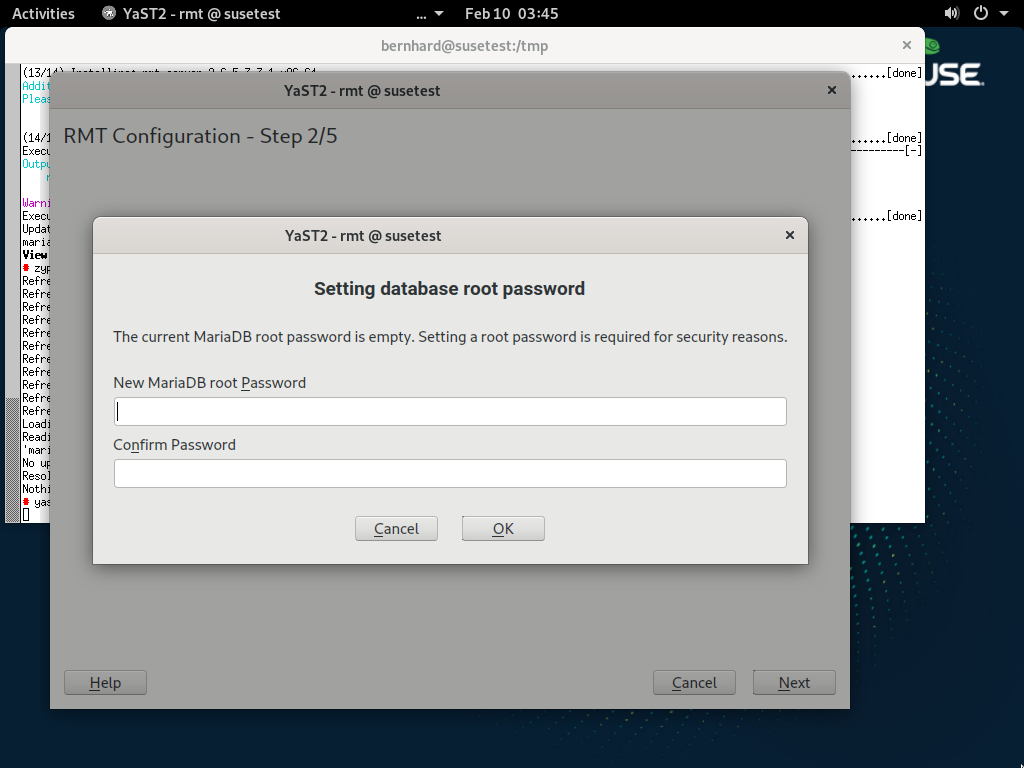 Activities YaST2 - rmt @ susetest ... Feb 10 03:45
bernhard@susetest:/tmp
USE.
......[done]
Addit
Pleas
YaST2 - rmt @ susetest
RMT Configuration - Step 2/5
(14/1 ......[done]
Execu ---------[-]
Outpu
Warni
Execu ......[done]
Updat
maria
View
# zyp
Refre
Refre
Refre
Refre
Refre
Refre
Refre
Refre
Refre
Refre
Refre
Loadi
Readi
'mari
No up
Resol
Nothi
# yas
YaST2 - rmt @ susetest
Setting database root password
The current MariaDB root password is empty. Setting a root password is required for security reasons.
New MariaDB root Password
Confirm Password
Cancel OK
Help Cancel Next